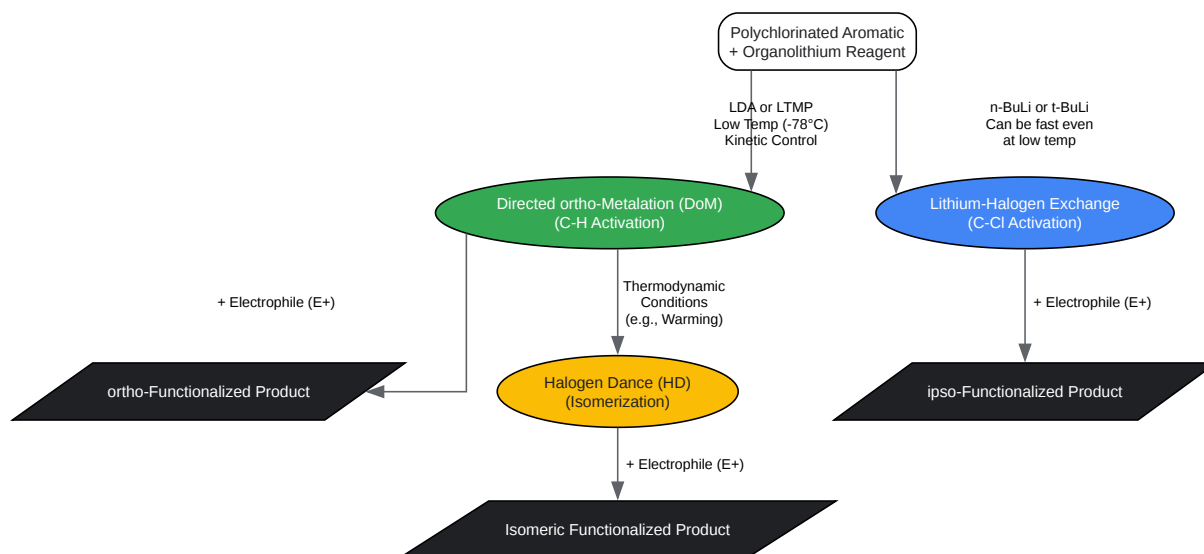 Polychlorinated Aromatic
+ Organolithium Reagent
LDA or LTMP
Low Temp (-78°C)
Kinetic Control
n-BuLi or t-BuLi
Can be fast even
at low temp
Directed ortho-Metalation (DoM)
(C-H Activation)
Lithium-Halogen Exchange
(C-Cl Activation)
+ Electrophile (E+)
Thermodynamic
Conditions
(e.g., Warming)
+ Electrophile (E+)
ortho-Functionalized Product
Halogen Dance (HD)
(Isomerization)
ipso-Functionalized Product
+ Electrophile (E+)
Isomeric Functionalized Product